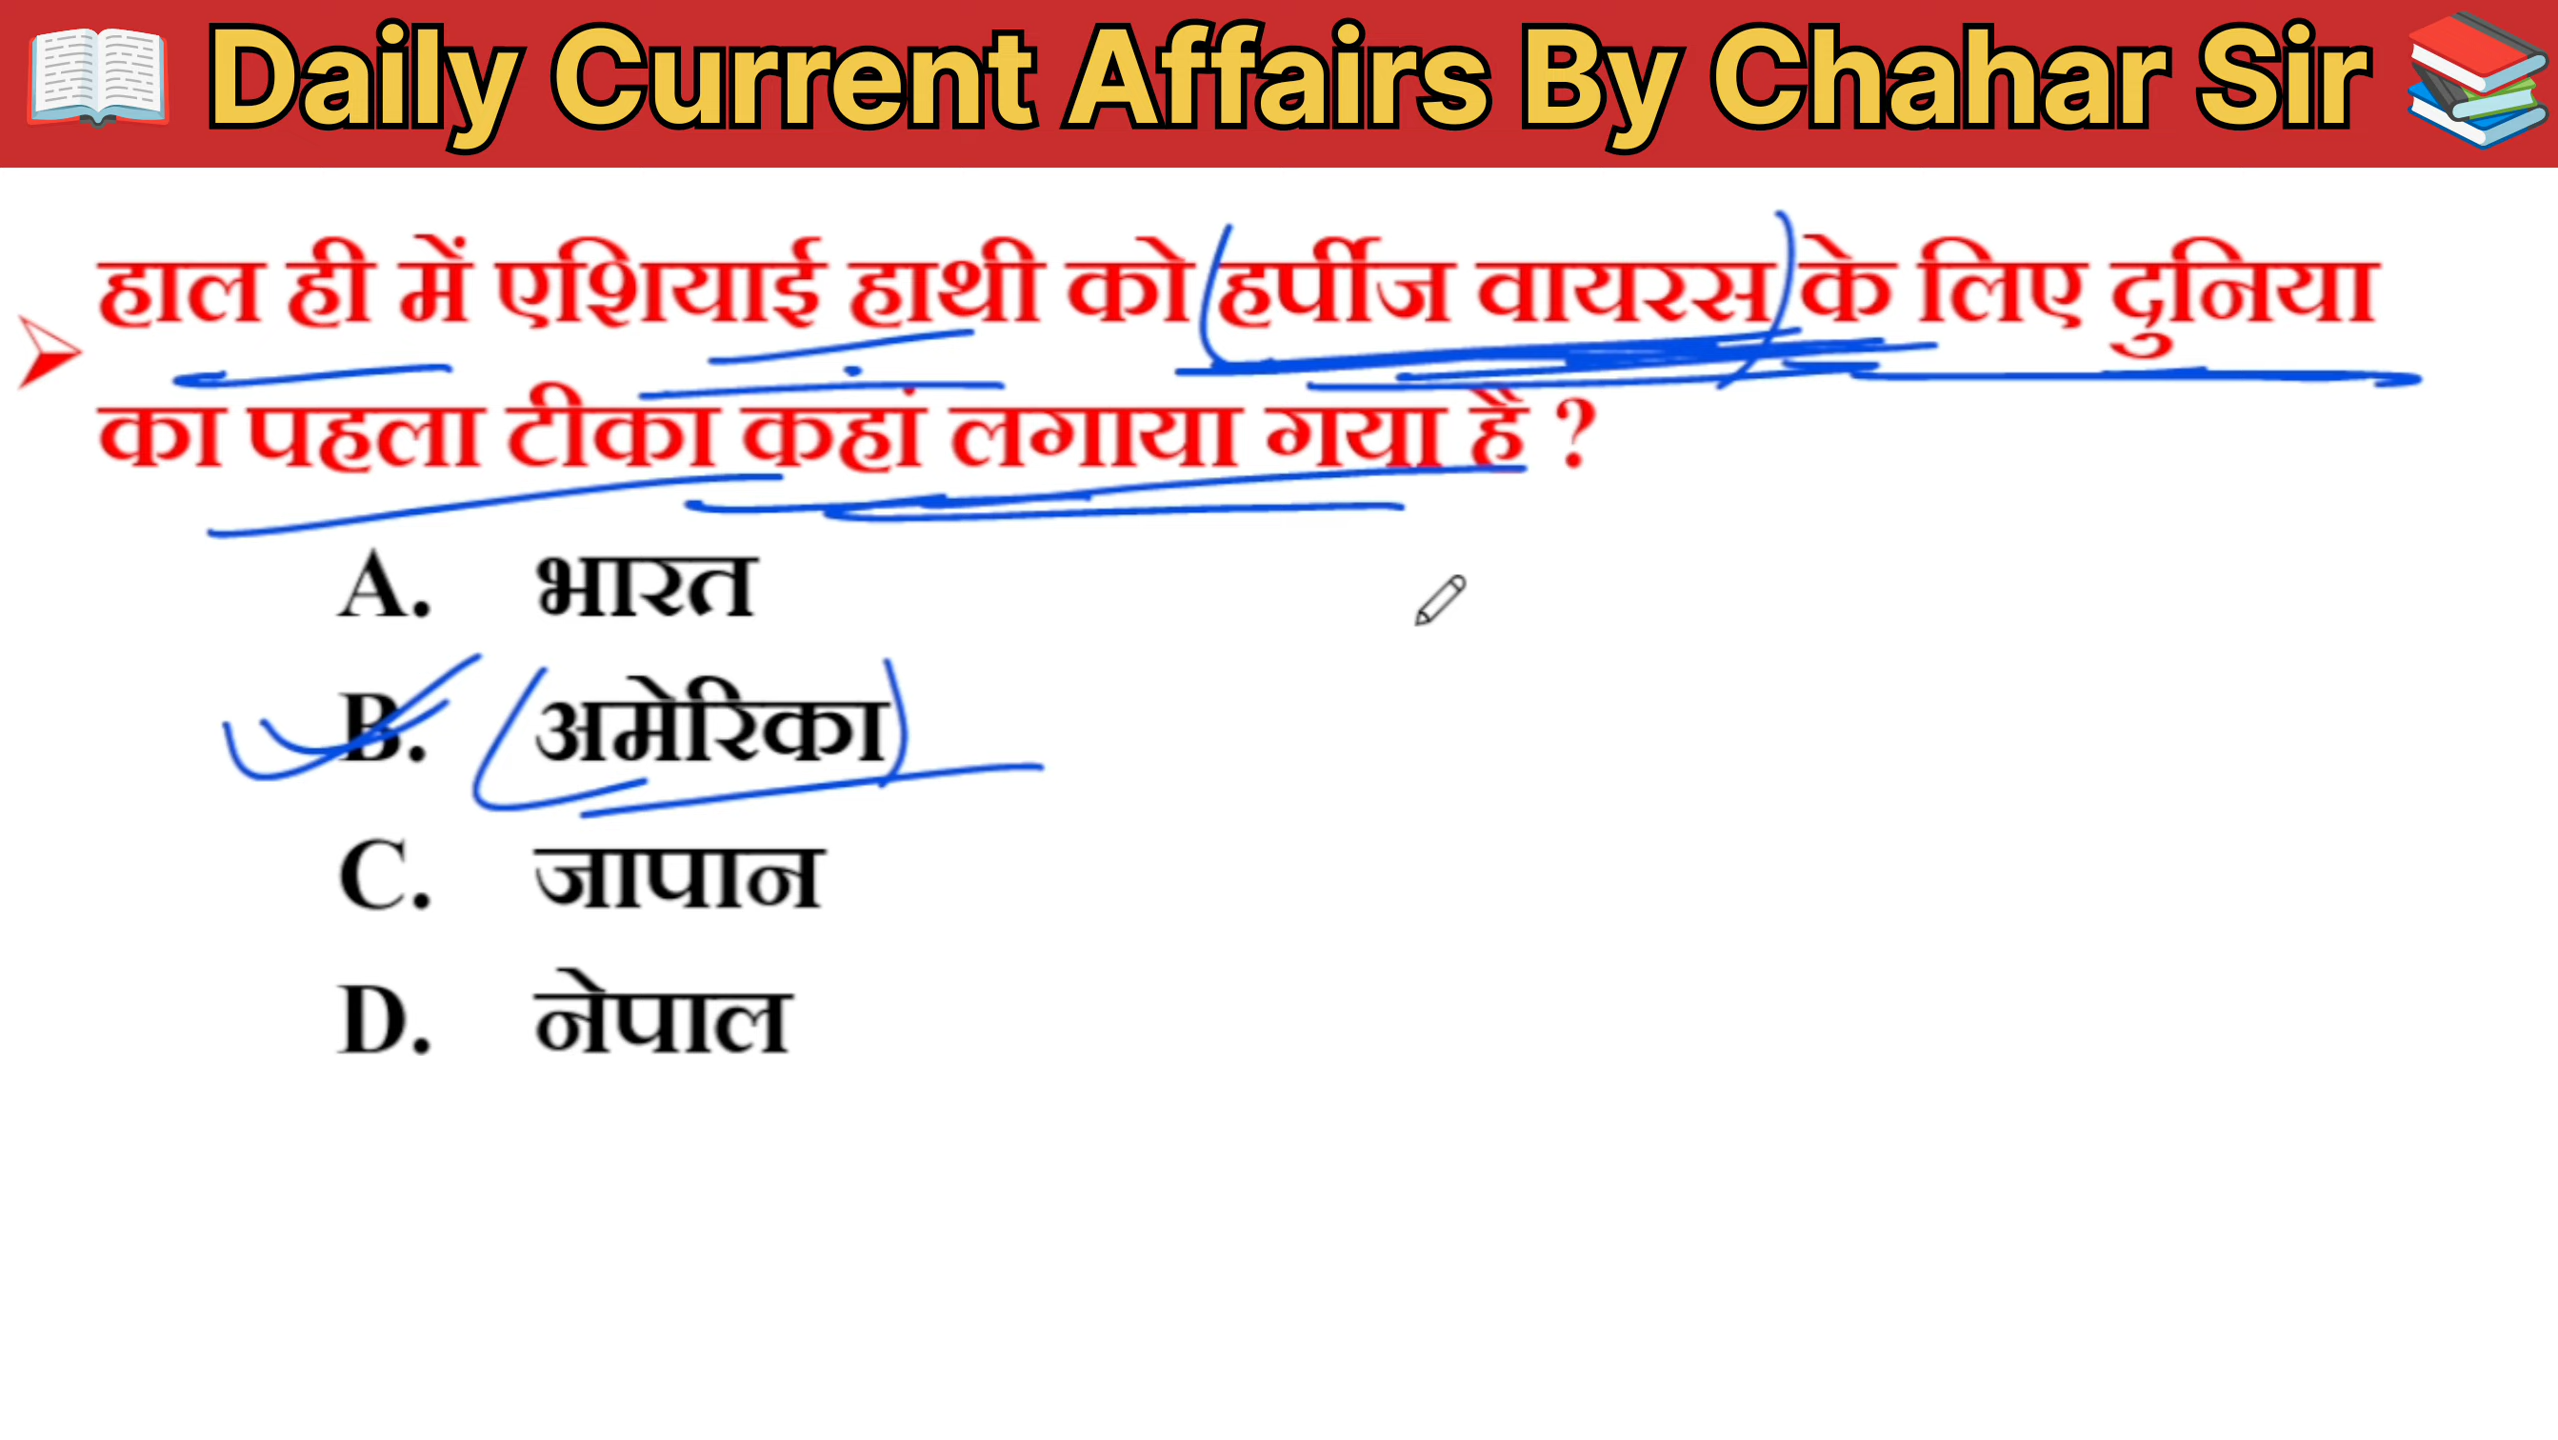 Daily Current Affairs By Chahar Sir
हाल ही में एशियाई हाथी को हर्पीज वायरस के लिए दुनिया
का पहला टीका कहां लगाया गया है ?
A. भारत
B. अमेरिका
C. जापान
D. नेपाल